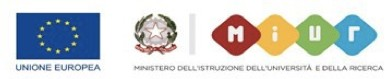 MIUR
UNIONE EUROPEA
MINISTERO DELL'ISTRUZIONE DELL'UNIVERSITÀ E DELLA RICERCA